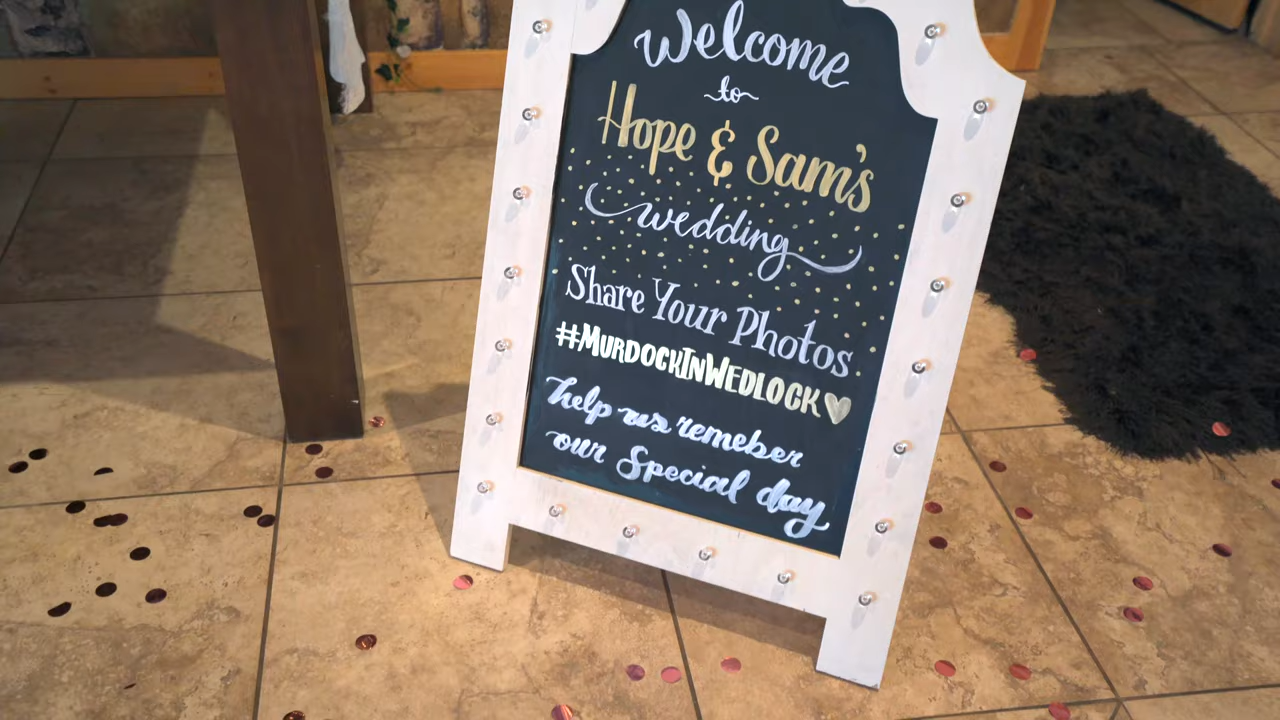 Welcome
to
Hope & Sam's
wedding
Share Your Photos
#MURDOCKINWEDLOCK
help us remeber
our Special day